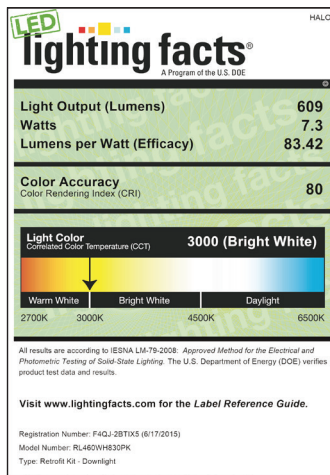 LED
HALO
lighting facts®
A Program of the U.S. DOE
Light Output (Lumens) 609
Watts 7.3
Lumens per Watt (Efficacy) 83.42
Color Accuracy 80
Color Rendering Index (CRI)
Light Color
Correlated Color Temperature (CCT) 3000 (Bright White)
Warm White Bright White Daylight
2700K 3000K 4500K 6500K
All results are according to IESNA LM-79-2008: Approved Method for the Electrical and
Photometric Testing of Solid-State Lighting. The U.S. Department of Energy (DOE) verifies
product test data and results.
Visit www.lightingfacts.com for the Label Reference Guide.
Registration Number: F4QJ-2BTIX5 (6/17/2015)
Model Number: RL460WH830PK
Type: Retrofit Kit - Downlight